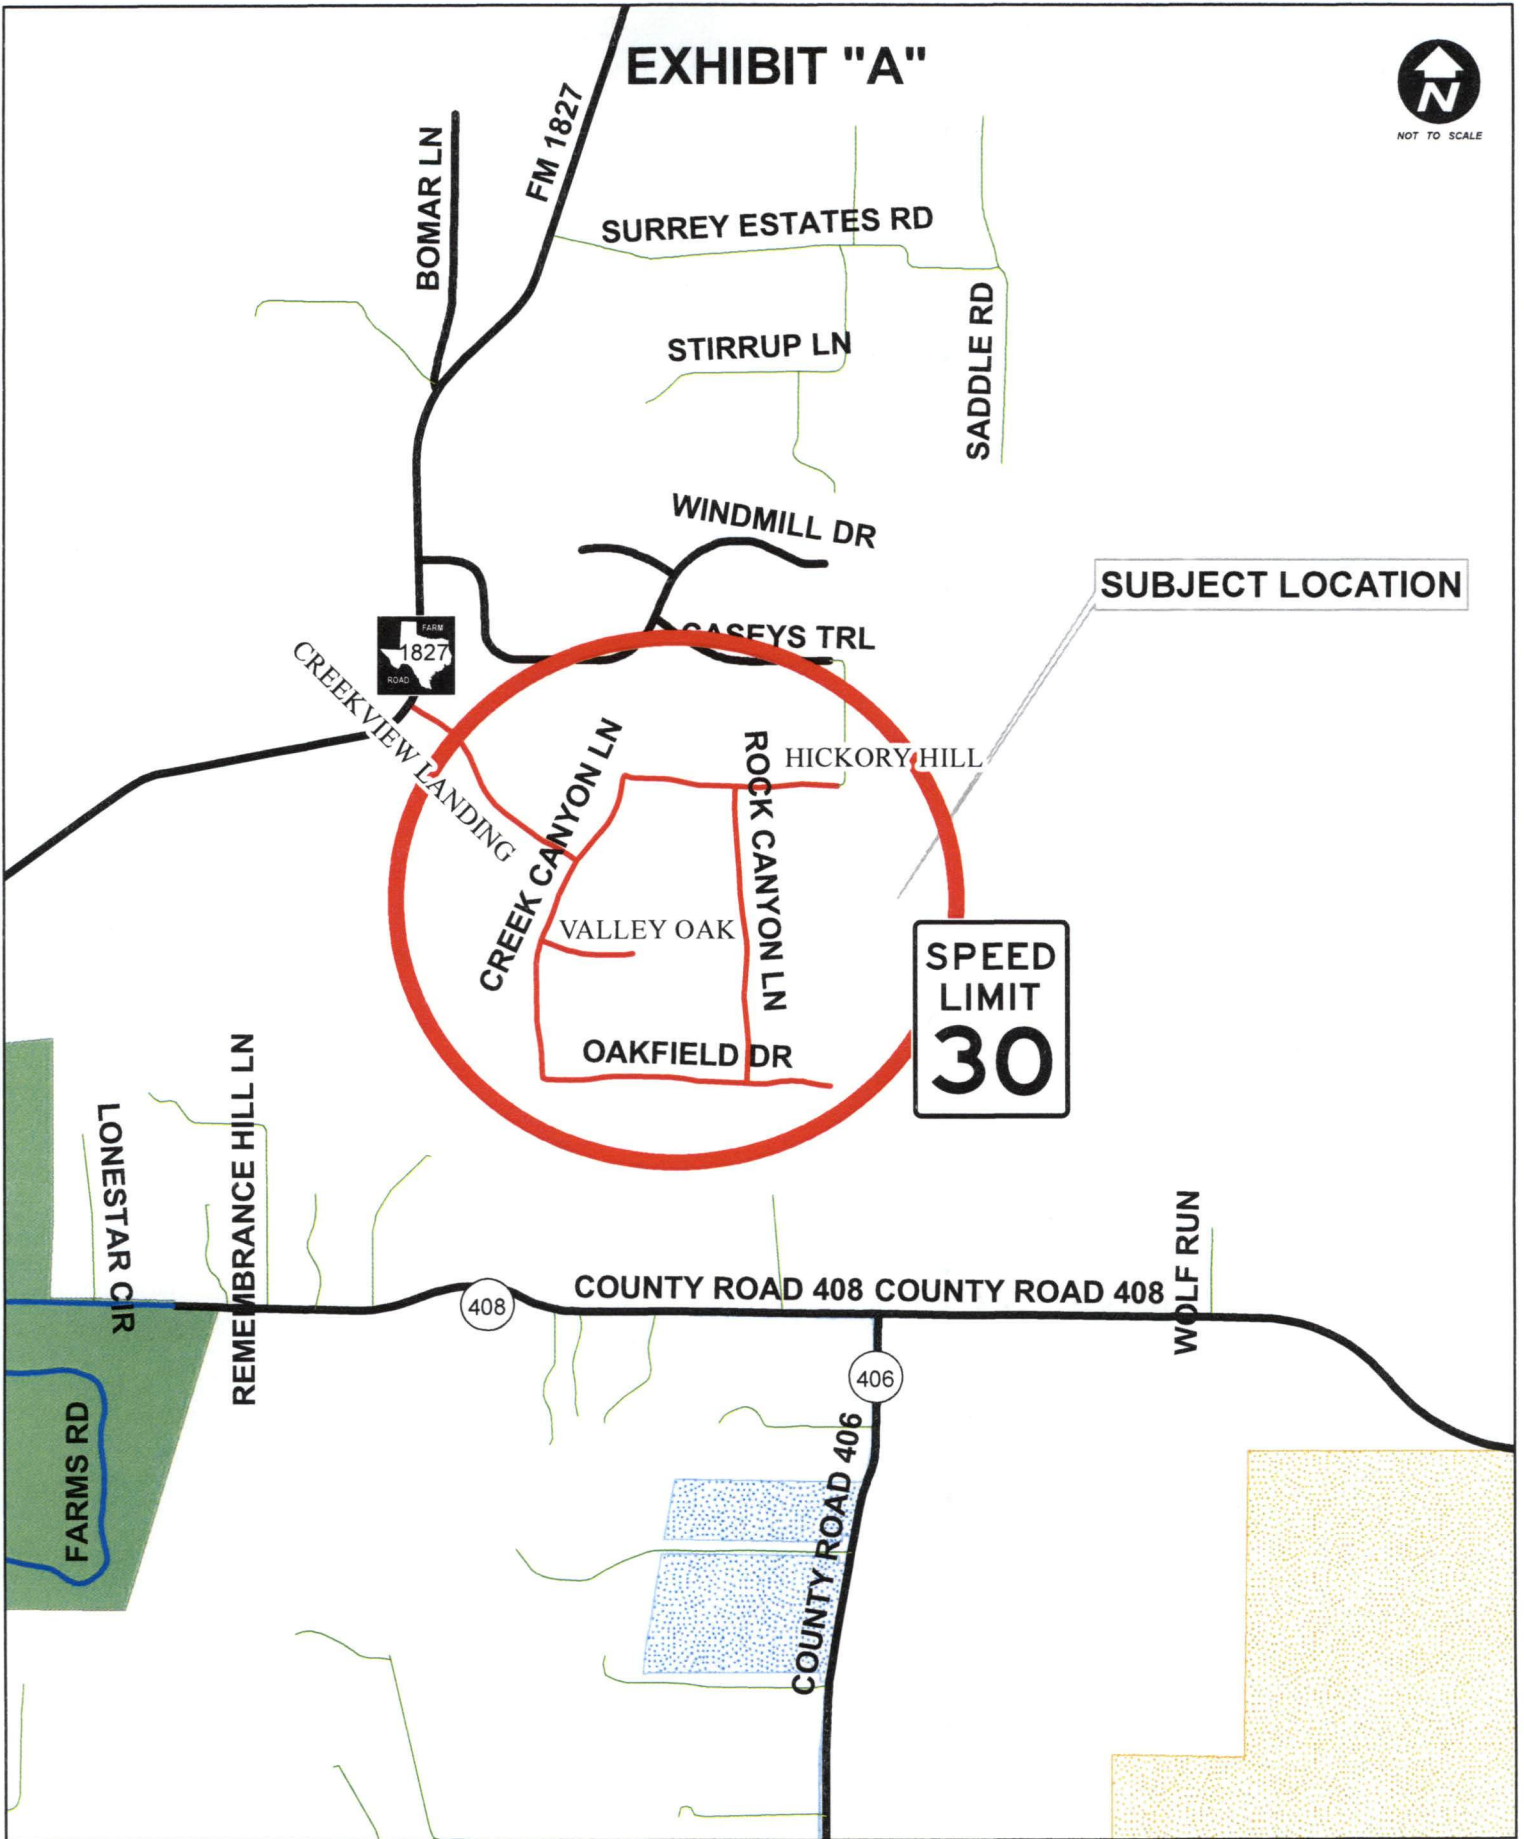 EXHIBIT "A"
N
NOT TO SCALE
BOMAR LN
FM 1827
SURREY ESTATES RD
STIRRUP LN
SADDLE RD
WINDMILL DR
SUBJECT LOCATION
CASEYS TRL
FARM
1827
ROAD
CREEKVIEW LANDING
CREEK CANYON LN
ROCK CANYON LN
HICKORY HILL
VALLEY OAK
SPEED
LIMIT
30
OAKFIELD DR
LONESTAR CIR
REMEMBRANCE HILL LN
WOLF RUN
COUNTY ROAD 408 COUNTY ROAD 408
408
406
FARMS RD
COUNTY ROAD 406